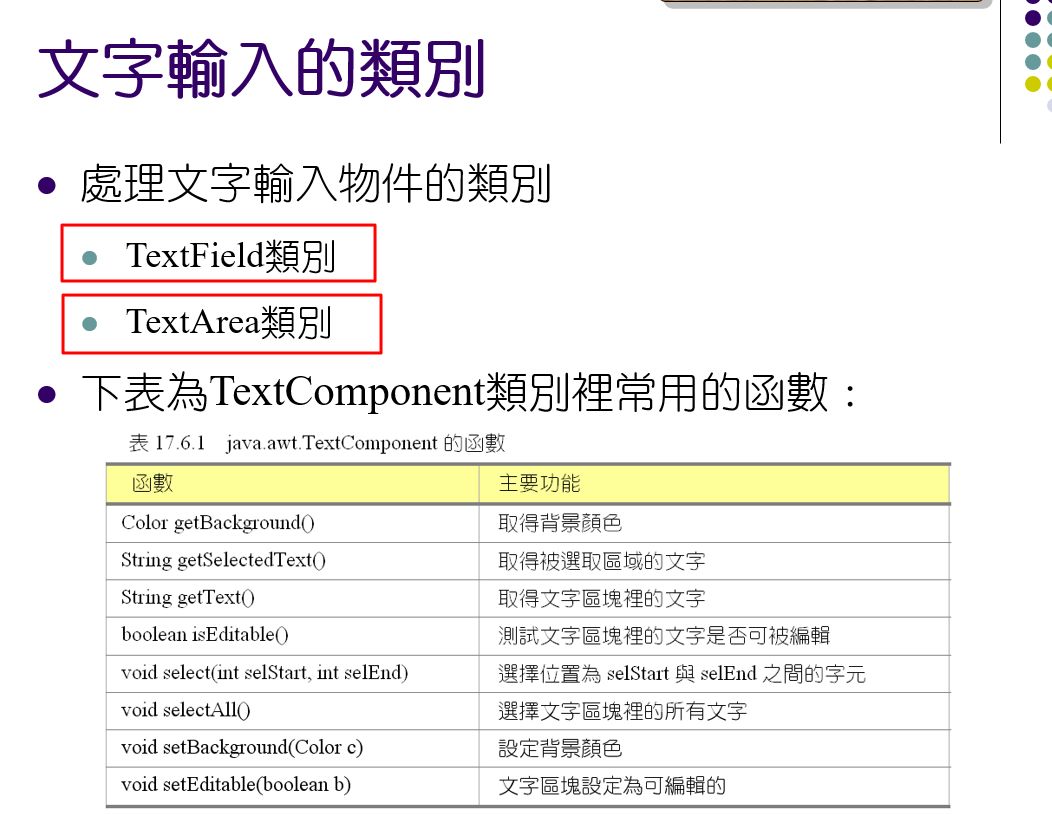 文字輸入的類別
處理文字輸入物件的類別
TextField類別
TextArea類別
下表為TextComponent類別裡常用的函數：
表 17.6.1 java.awt.TextComponent 的函數
函數 主要功能
Color getBackground() 取得背景顏色
String getSelectedText() 取得被選取區域的文字
String getText() 取得文字區塊裡的文字
boolean isEditable() 測試文字區塊裡的文字是否可被編輯
void select(int selStart, int selEnd) 選擇位置為 selStart 與 selEnd 之間的字元
void selectAll() 選擇文字區塊裡的所有文字
void setBackground(Color c) 設定背景顏色
void setEditable(boolean b) 文字區塊設定為可編輯的